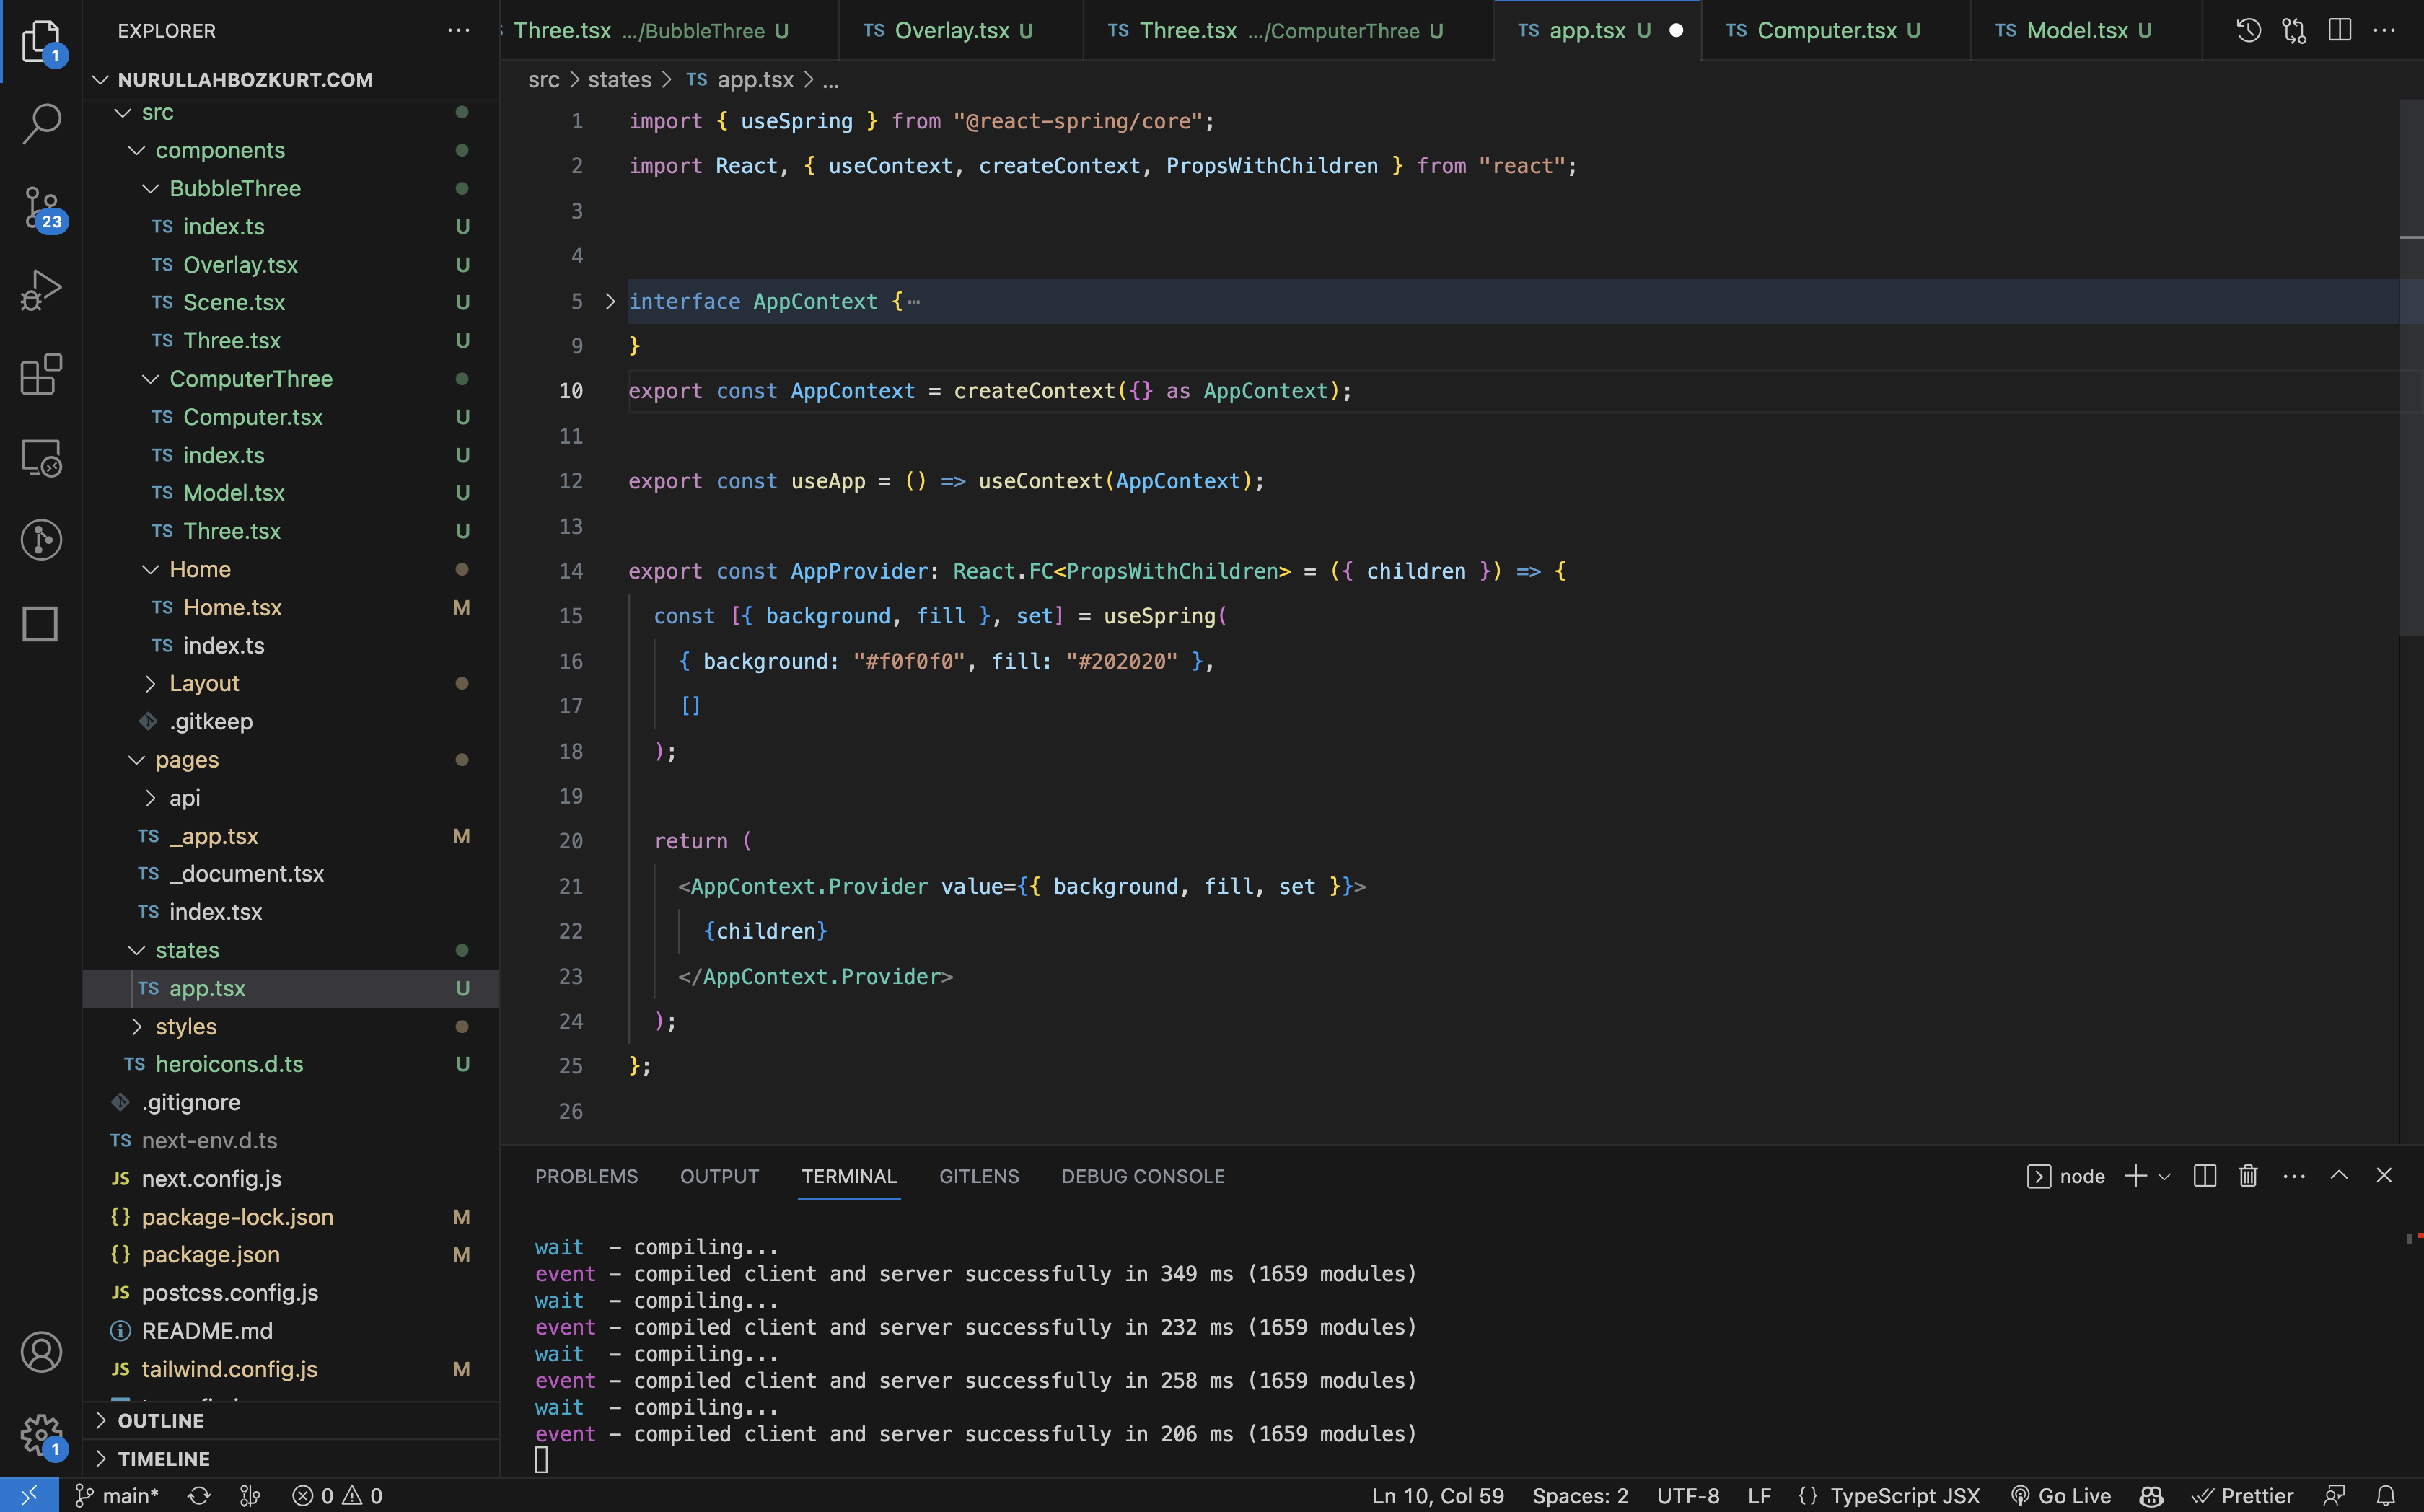 EXPLORER
NURULLAHBOZKURT.COM
src
components
BubbleThree
TS index.ts U
TS Overlay.tsx U
TS Scene.tsx U
TS Three.tsx U
ComputerThree
TS Computer.tsx U
TS index.ts U
TS Model.tsx U
TS Three.tsx U
Home
TS Home.tsx M
TS index.ts
Layout
.gitkeep
pages
api
TS _app.tsx M
TS _document.tsx
TS index.tsx
states
TS app.tsx U
styles
TS heroicons.d.ts U
.gitignore
TS next-env.d.ts
JS next.config.js
{} package-lock.json M
{} package.json M
JS postcss.config.js
README.md
JS tailwind.config.js M
OUTLINE
TIMELINE
1
23
1
Three.tsx .../BubbleThree U
TS Overlay.tsx U
TS Three.tsx .../ComputerThree U
TS app.tsx U
TS Computer.tsx U
TS Model.tsx U
src > states > TS app.tsx > ...
1 import { useSpring } from "@react-spring/core";
2 import React, { useContext, createContext, PropsWithChildren } from "react";
3
4
5 interface AppContext {…
9 }
10 export const AppContext = createContext({} as AppContext);
11
12 export const useApp = () => useContext(AppContext);
13
14 export const AppProvider: React.FC<PropsWithChildren> = ({ children }) => {
15 const [{ background, fill }, set] = useSpring(
16 { background: "#f0f0f0", fill: "#202020" },
17 []
18 );
19
20 return (
21 <AppContext.Provider value={{ background, fill, set }}>
22 {children}
23 </AppContext.Provider>
24 );
25 };
26
PROBLEMS OUTPUT TERMINAL GITLENS DEBUG CONSOLE
node
wait - compiling...
event - compiled client and server successfully in 349 ms (1659 modules)
wait - compiling...
event - compiled client and server successfully in 232 ms (1659 modules)
wait - compiling...
event - compiled client and server successfully in 258 ms (1659 modules)
wait - compiling...
event - compiled client and server successfully in 206 ms (1659 modules)
main* 0 0 Ln 10, Col 59 Spaces: 2 UTF-8 LF {} TypeScript JSX Go Live Prettier